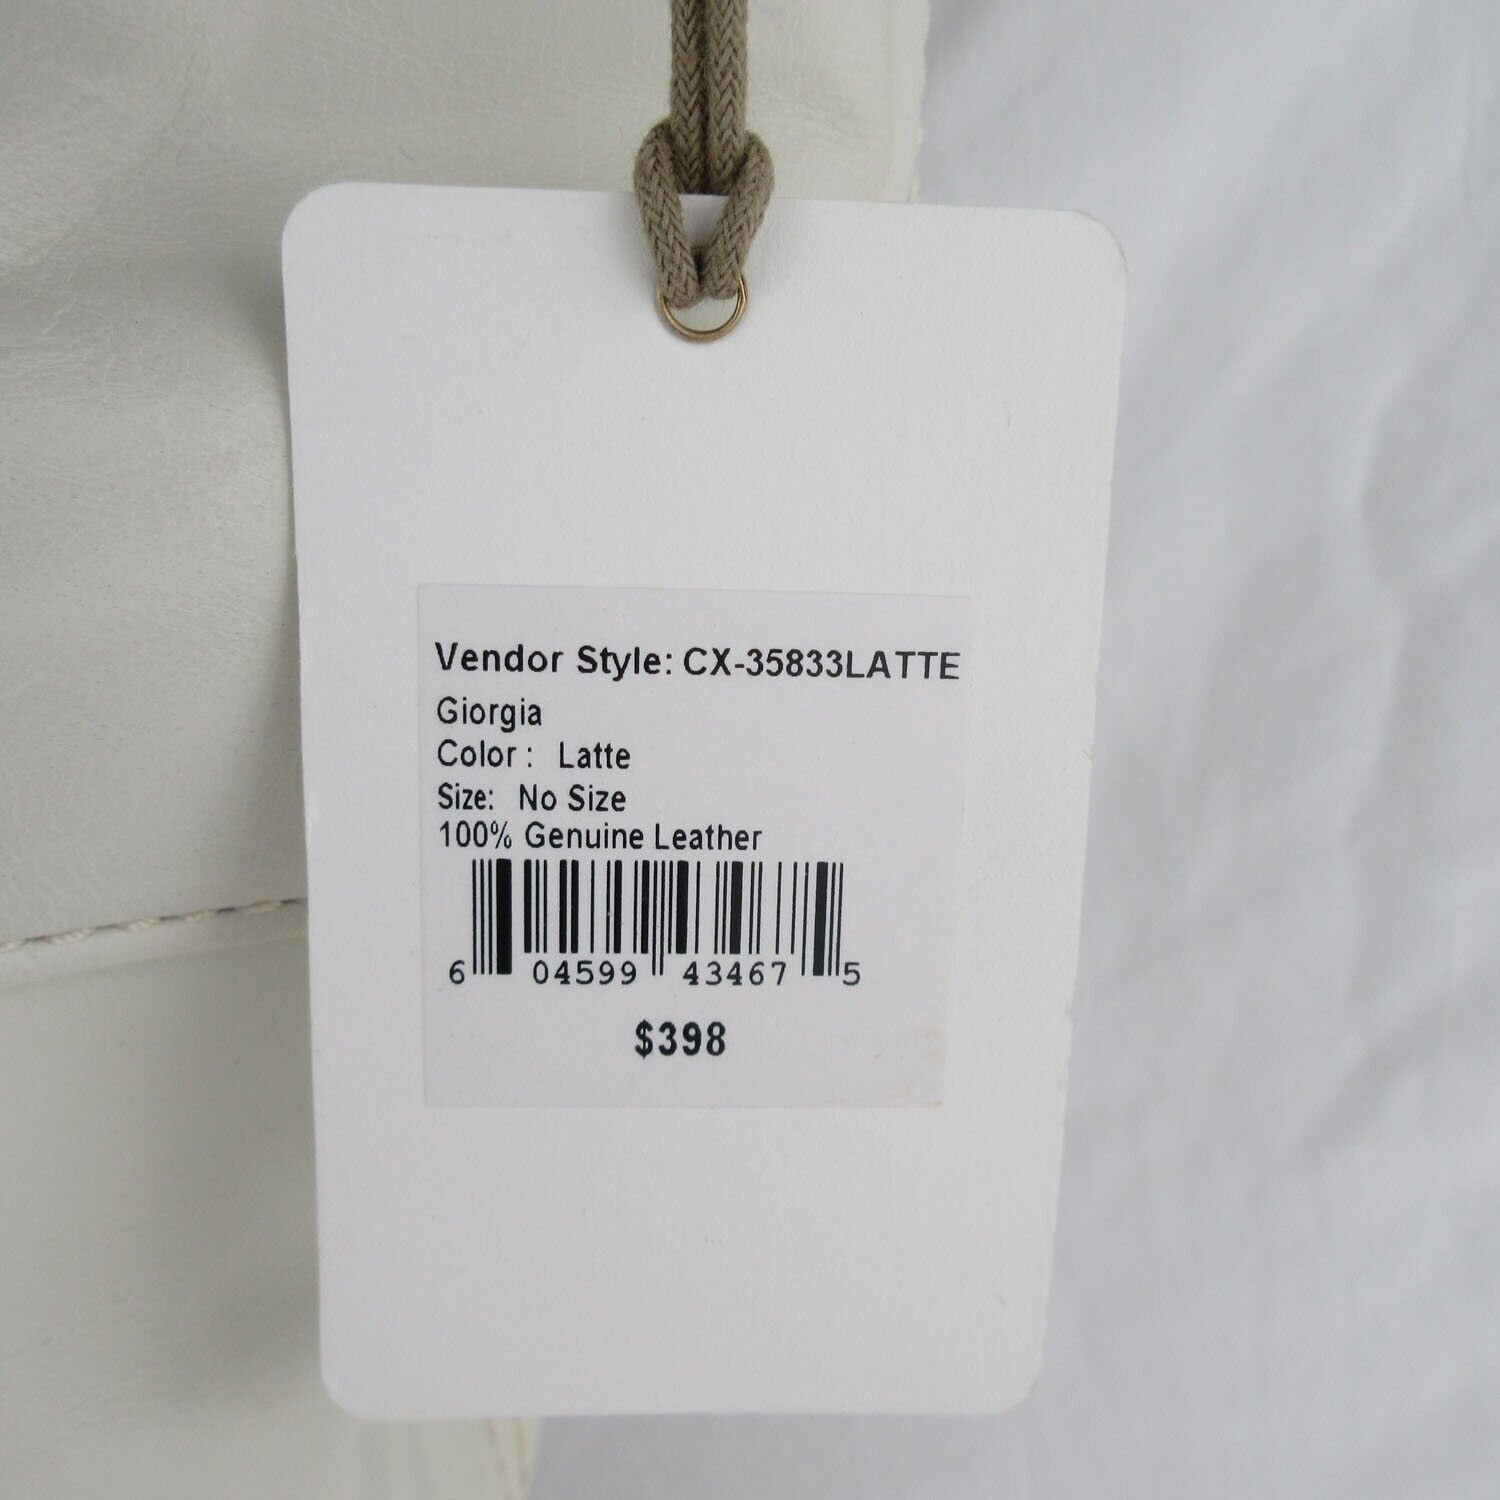 Vendor Style: CX-35833LATTE
Giorgia
Color : Latte
Size: No Size
100% Genuine Leather
6 04599 43467 5
$398